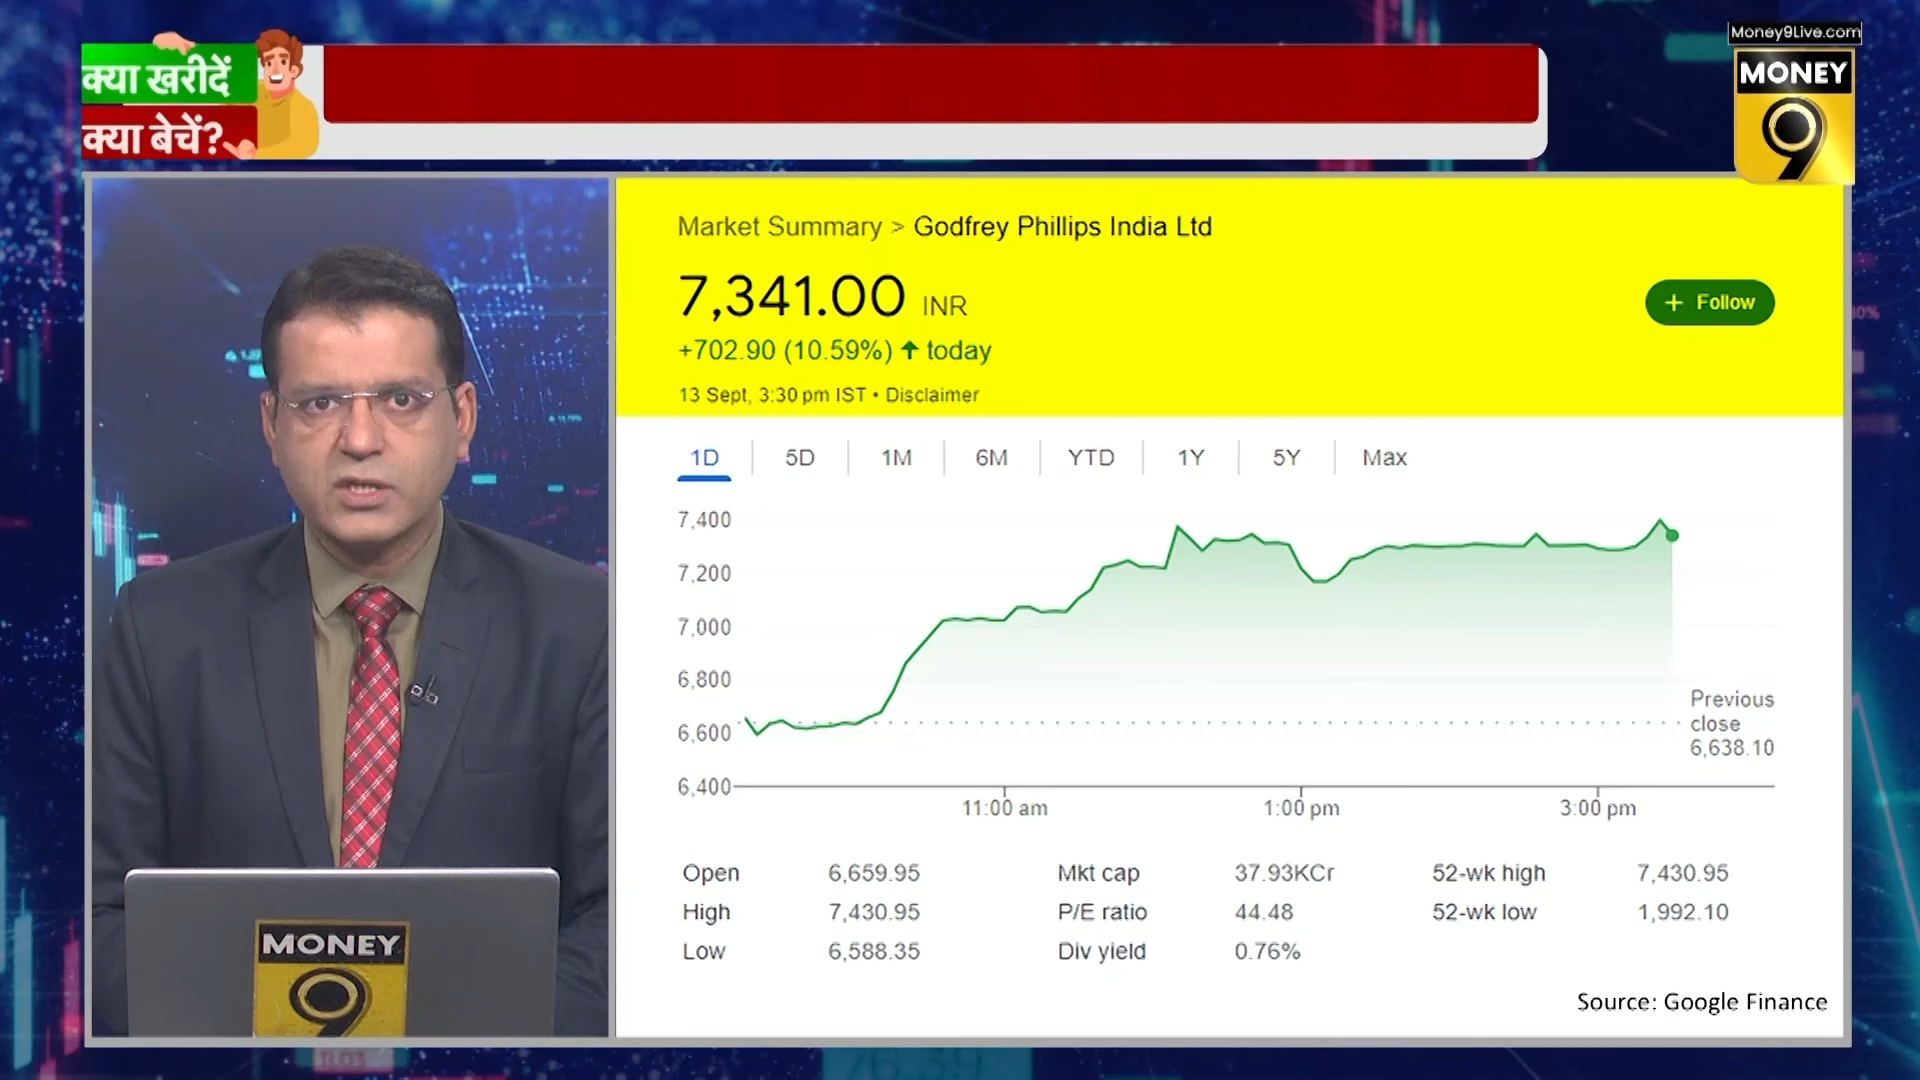 Money9Live.com
MONEY
9
क्या खरीदें
क्या बेचें?
Market Summary > Godfrey Phillips India Ltd
7,341.00 INR
+702.90 (10.59%) ↑ today
13 Sept, 3:30 pm IST • Disclaimer
+ Follow
1D 5D 1M 6M YTD 1Y 5Y Max
7,400
7,200
7,000
6,800
6,600
6,400
Previous
close
6,638.10
11:00 am 1:00 pm 3:00 pm
Open 6,659.95 Mkt cap 37.93KCr 52-wk high 7,430.95
High 7,430.95 P/E ratio 44.48 52-wk low 1,992.10
Low 6,588.35 Div yield 0.76%
Source: Google Finance
MONEY
9